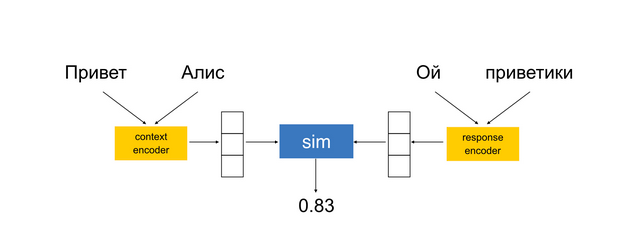 Привет Алис Ой приветики
context
encoder
sim
response
encoder
0.83